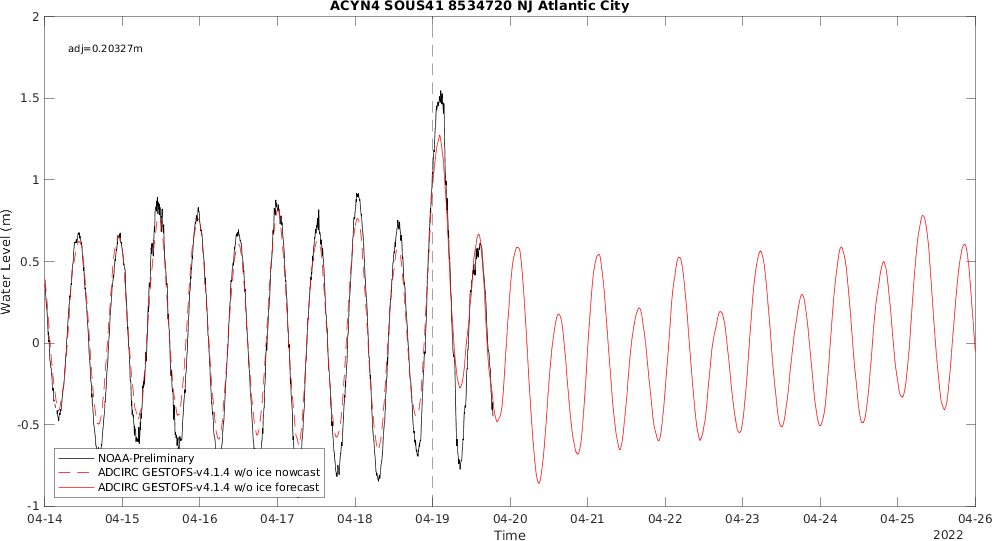 ACYN4 SOUS41 8534720 NJ Atlantic City
adj=0.20327m
2
1.5
1
0.5
0
-0.5
-1
Water Level (m)
NOAA-Preliminary
ADCIRC GESTOFS-v4.1.4 w/o ice nowcast
ADCIRC GESTOFS-v4.1.4 w/o ice forecast
04-14 04-15 04-16 04-17 04-18 04-19 04-20 04-21 04-22 04-23 04-24 04-25 04-26
Time
2022